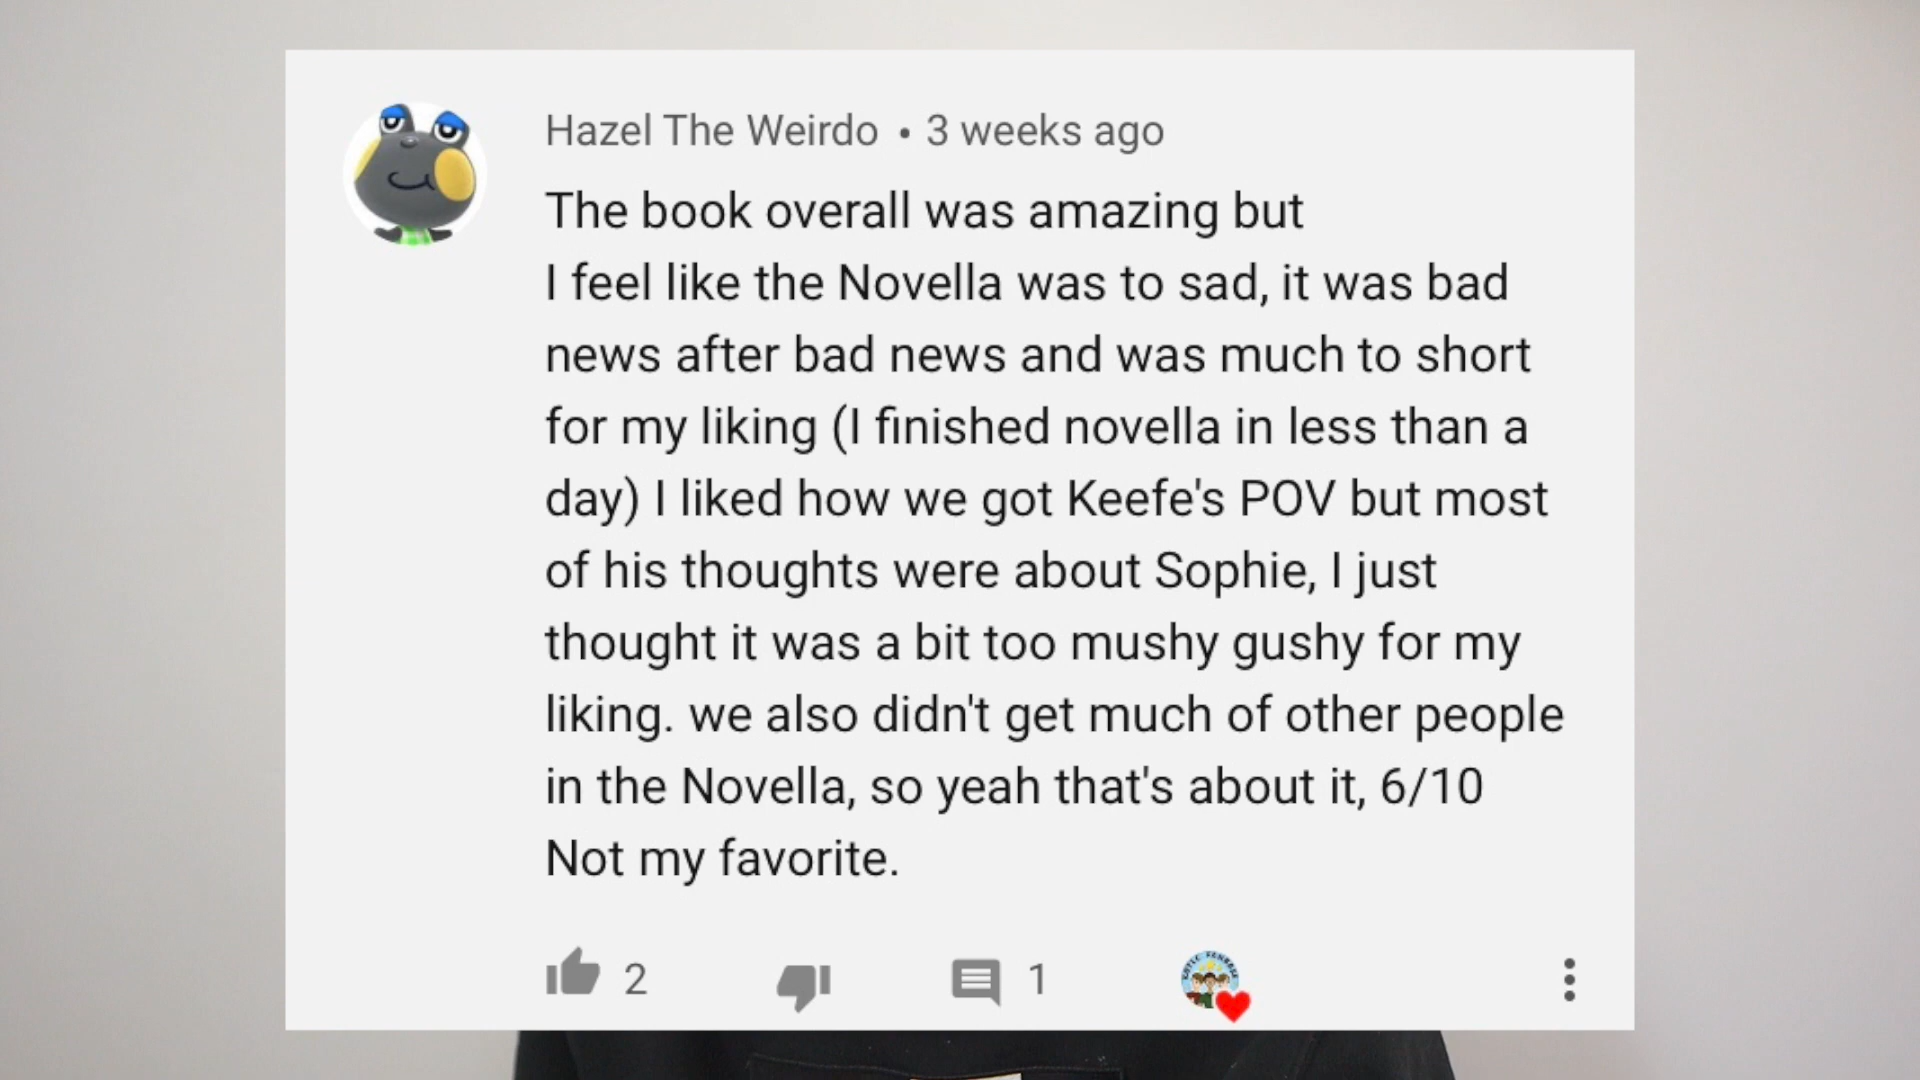 Hazel The Weirdo • 3 weeks ago
The book overall was amazing but
I feel like the Novella was to sad, it was bad
news after bad news and was much to short
for my liking (I finished novella in less than a
day) I liked how we got Keefe's POV but most
of his thoughts were about Sophie, I just
thought it was a bit too mushy gushy for my
liking. we also didn't get much of other people
in the Novella, so yeah that's about it, 6/10
Not my favorite.
2 1